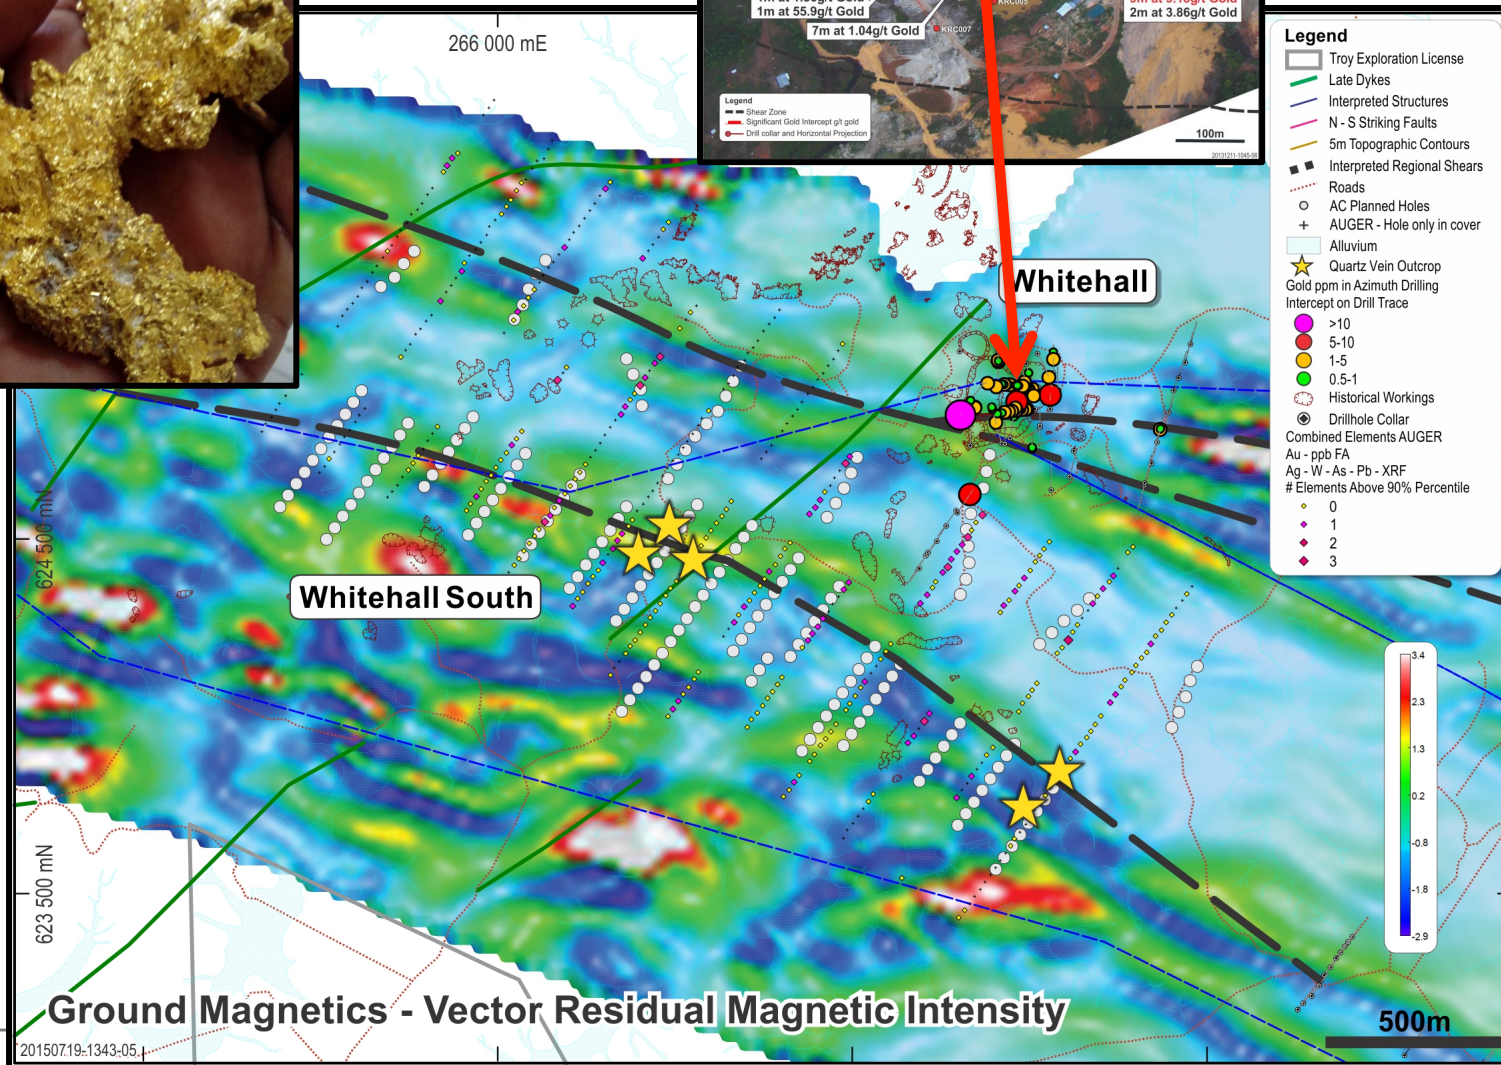 1m at 55.9g/t Gold
7m at 1.04g/t Gold
KRC007
KRC005
2m at 3.86g/t Gold
Legend
Shear Zone
Significant Gold Intercept g/t gold
Drill collar and Horizontal Projection
100m
20131211-1045-06
266 000 mE
Whitehall
Whitehall South
624 500 mN
623 500 mN
Legend
Troy Exploration License
Late Dykes
Interpreted Structures
N - S Striking Faults
5m Topographic Contours
Interpreted Regional Shears
Roads
AC Planned Holes
AUGER - Hole only in cover
Alluvium
Quartz Vein Outcrop
Gold ppm in Azimuth Drilling
Intercept on Drill Trace
>10
5-10
1-5
0.5-1
Historical Workings
Drillhole Collar
Combined Elements AUGER
Au - ppb FA
Ag - W - As - Pb - XRF
# Elements Above 90% Percentile
0
1
2
3
3.4
2.3
1.3
0.2
-0.8
-1.8
-2.9
Ground Magnetics - Vector Residual Magnetic Intensity
500m
20150719-1343-05